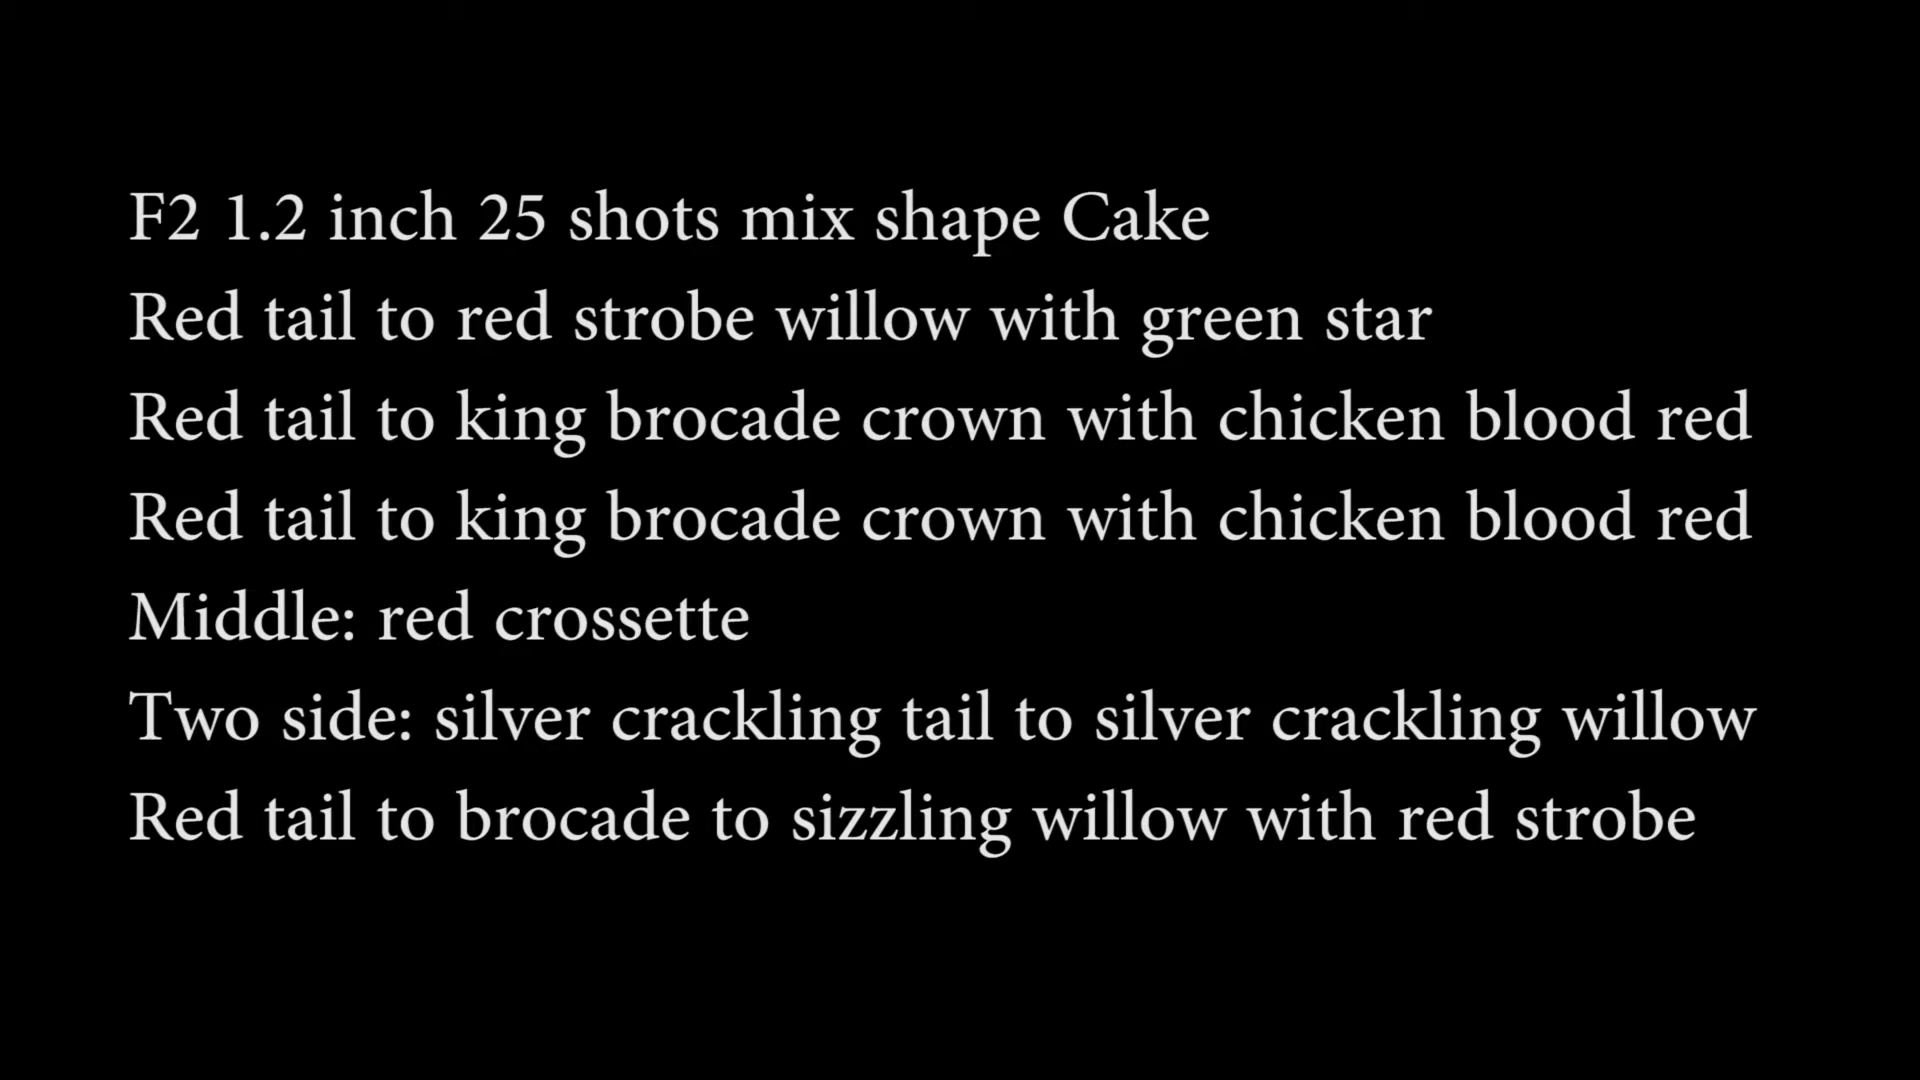 F2 1.2 inch 25 shots mix shape Cake
Red tail to red strobe willow with green star
Red tail to king brocade crown with chicken blood red
Red tail to king brocade crown with chicken blood red
Middle: red crossette
Two side: silver crackling tail to silver crackling willow
Red tail to brocade to sizzling willow with red strobe